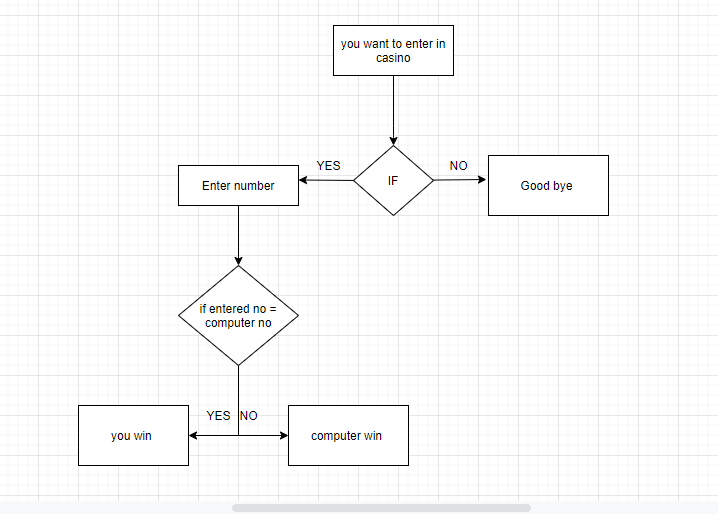 you want to enter in
casino
YES
NO
IF
Enter number
Good bye
if entered no =
computer no
YES
NO
you win
computer win